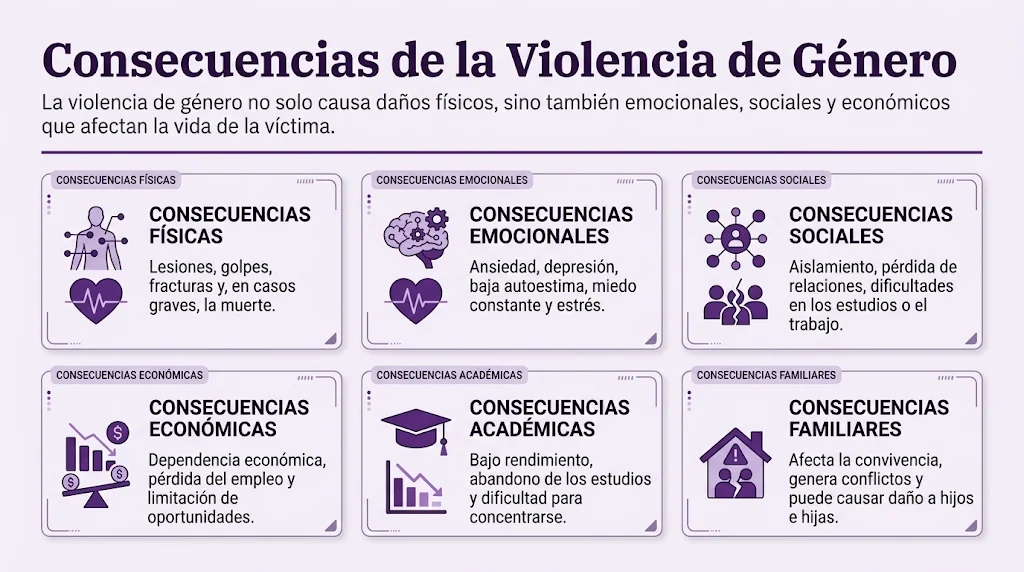 Consecuencias de la Violencia de Género
La violencia de género no solo causa daños físicos, sino también emocionales, sociales y económicos
que afectan la vida de la víctima.
CONSECUENCIAS FÍSICAS
CONSECUENCIAS
FÍSICAS
Lesiones, golpes,
fracturas y, en casos
graves, la muerte.
CONSECUENCIAS EMOCIONALES
CONSECUENCIAS
EMOCIONALES
Ansiedad, depresión,
baja autoestima, miedo
constante y estrés.
CONSECUENCIAS SOCIALES
CONSECUENCIAS
SOCIALES
Aislamiento, pérdida de
relaciones, dificultades
en los estudios o el
trabajo.
CONSECUENCIAS ECONÓMICAS
CONSECUENCIAS
ECONÓMICAS
Dependencia económica,
pérdida del empleo y
limitación de
oportunidades.
CONSECUENCIAS ACADÉMICAS
CONSECUENCIAS
ACADÉMICAS
Bajo rendimiento,
abandono de los estudios
y dificultad para
concentrarse.
CONSECUENCIAS FAMILIARES
CONSECUENCIAS
FAMILIARES
Afecta la convivencia,
genera conflictos y
puede causar daño a hijos
e hijas.